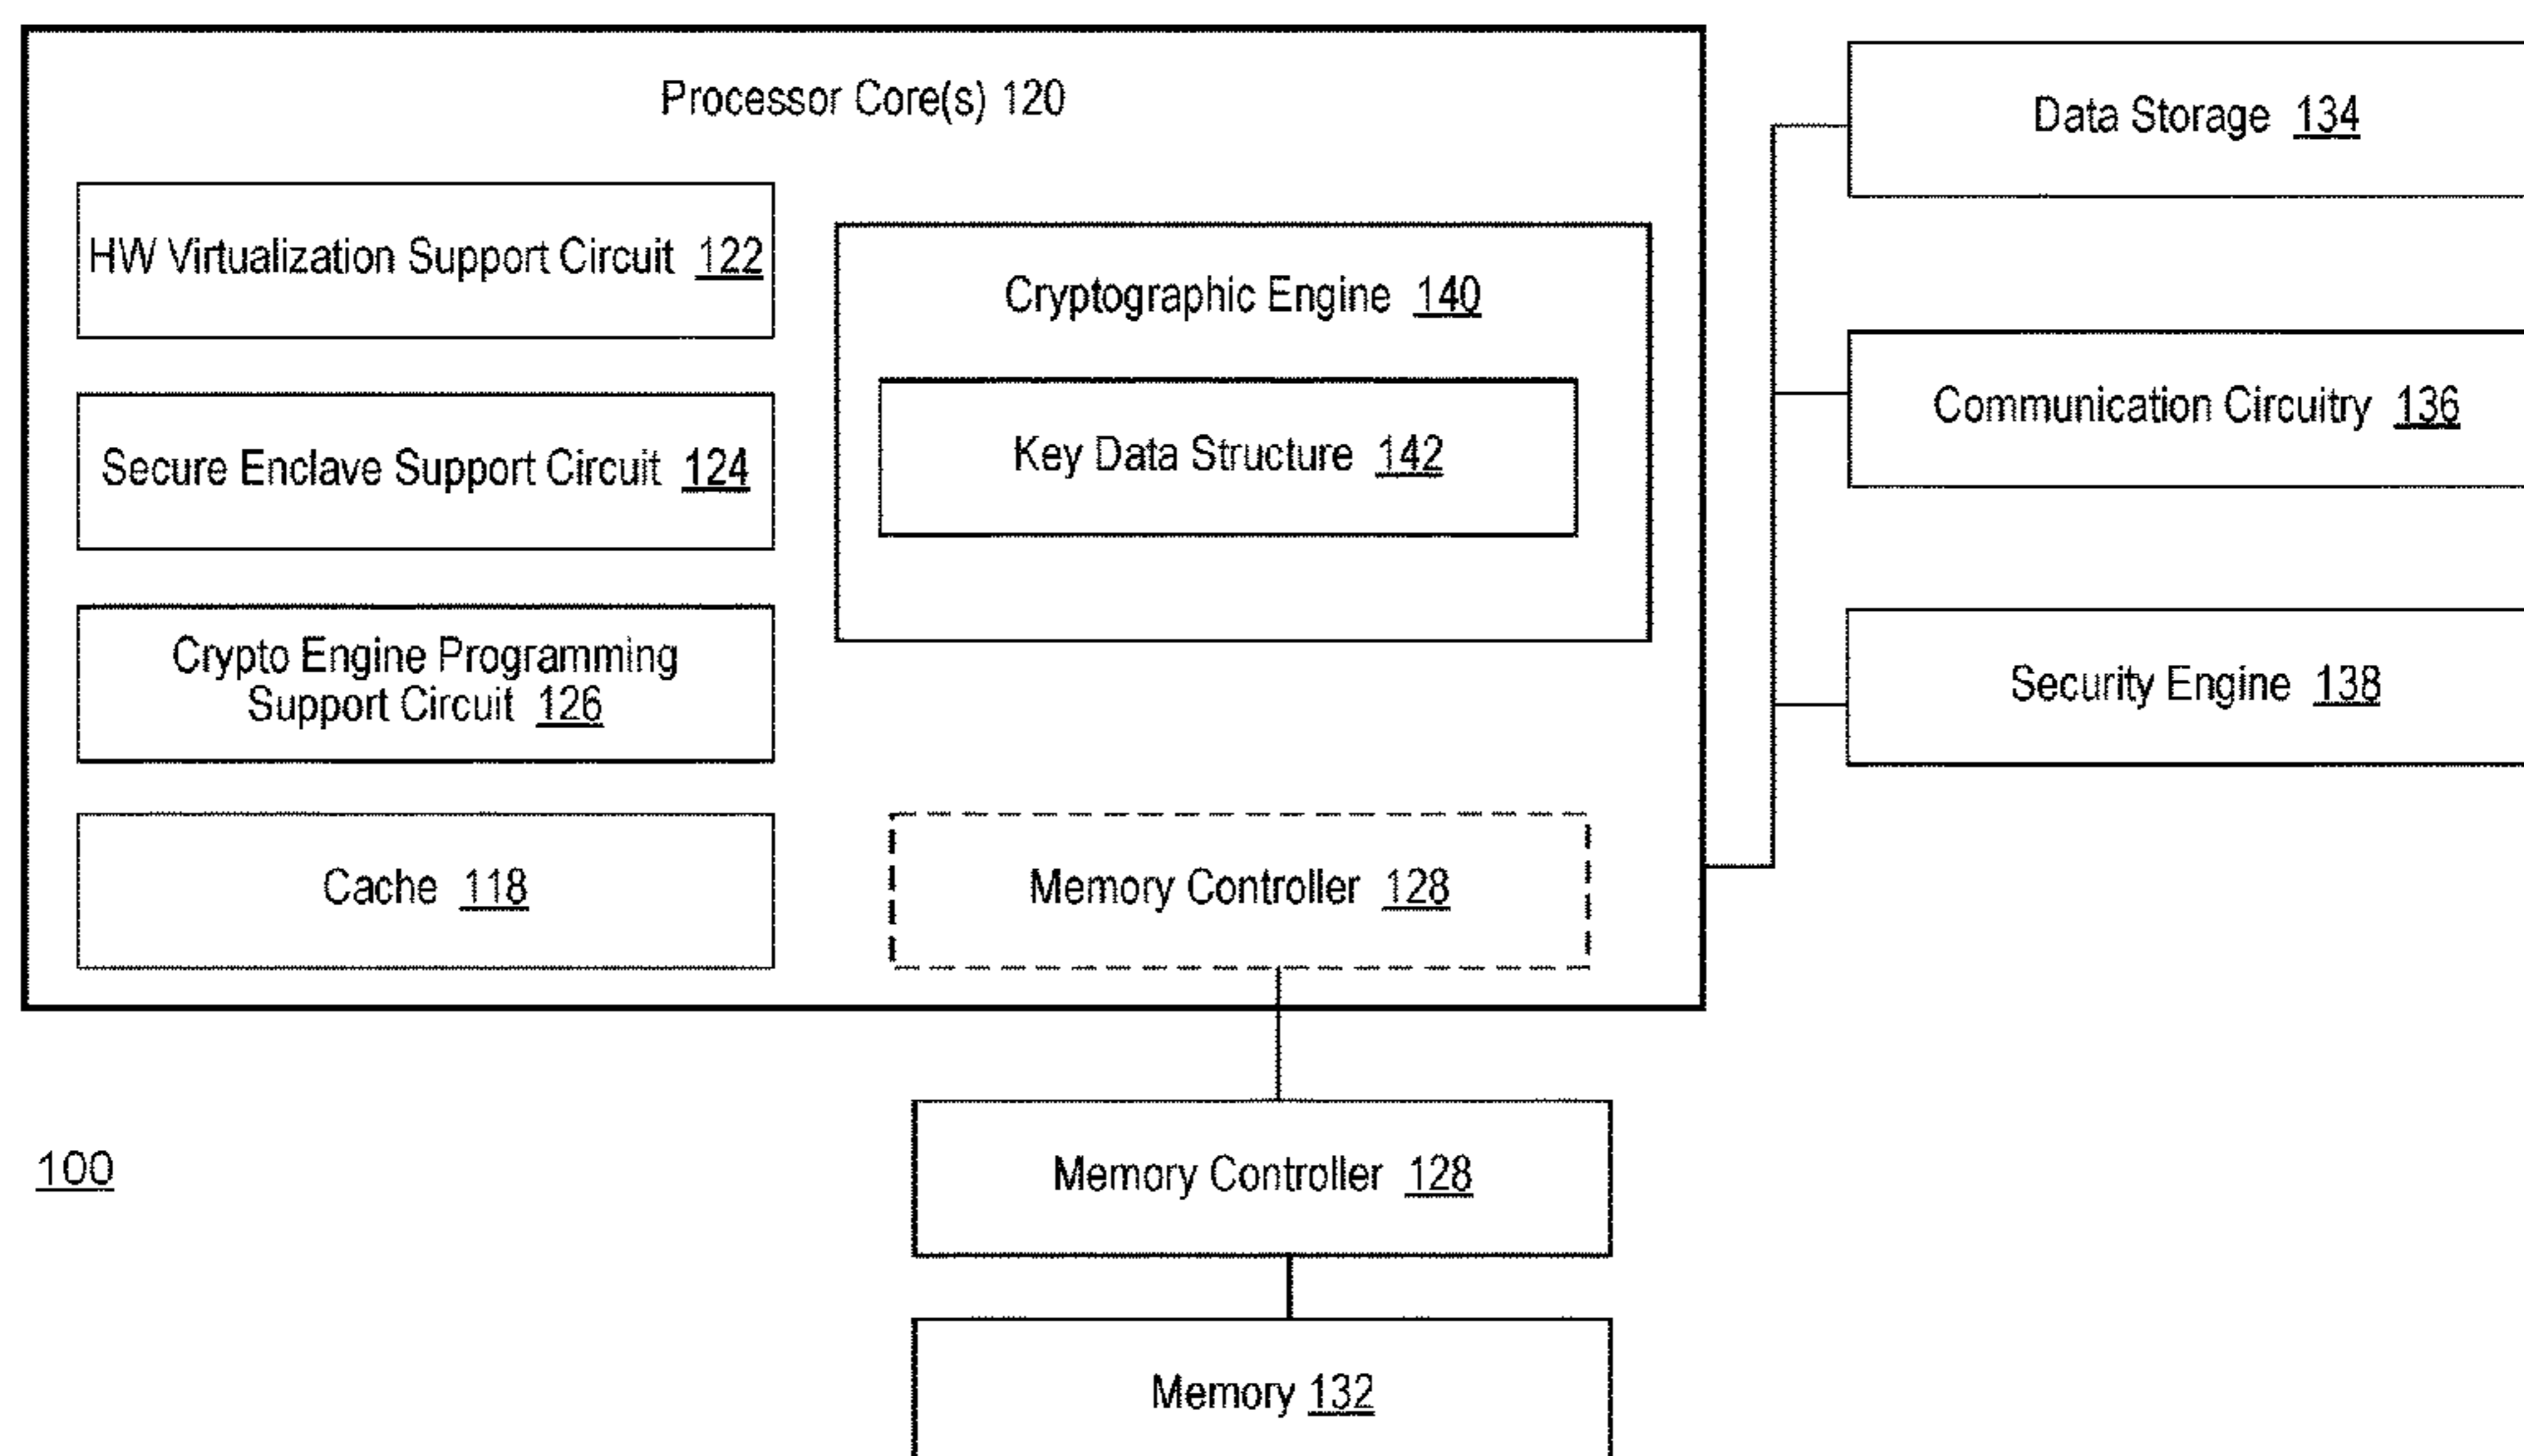 Processor Core(s) 120
HW Virtualization Support Circuit 122
Secure Enclave Support Circuit 124
Crypto Engine Programming
Support Circuit 126
Cache 118
Cryptographic Engine 140
Key Data Structure 142
Memory Controller 128
Data Storage 134
Communication Circuitry 136
Security Engine 138
Memory Controller 128
Memory 132
100